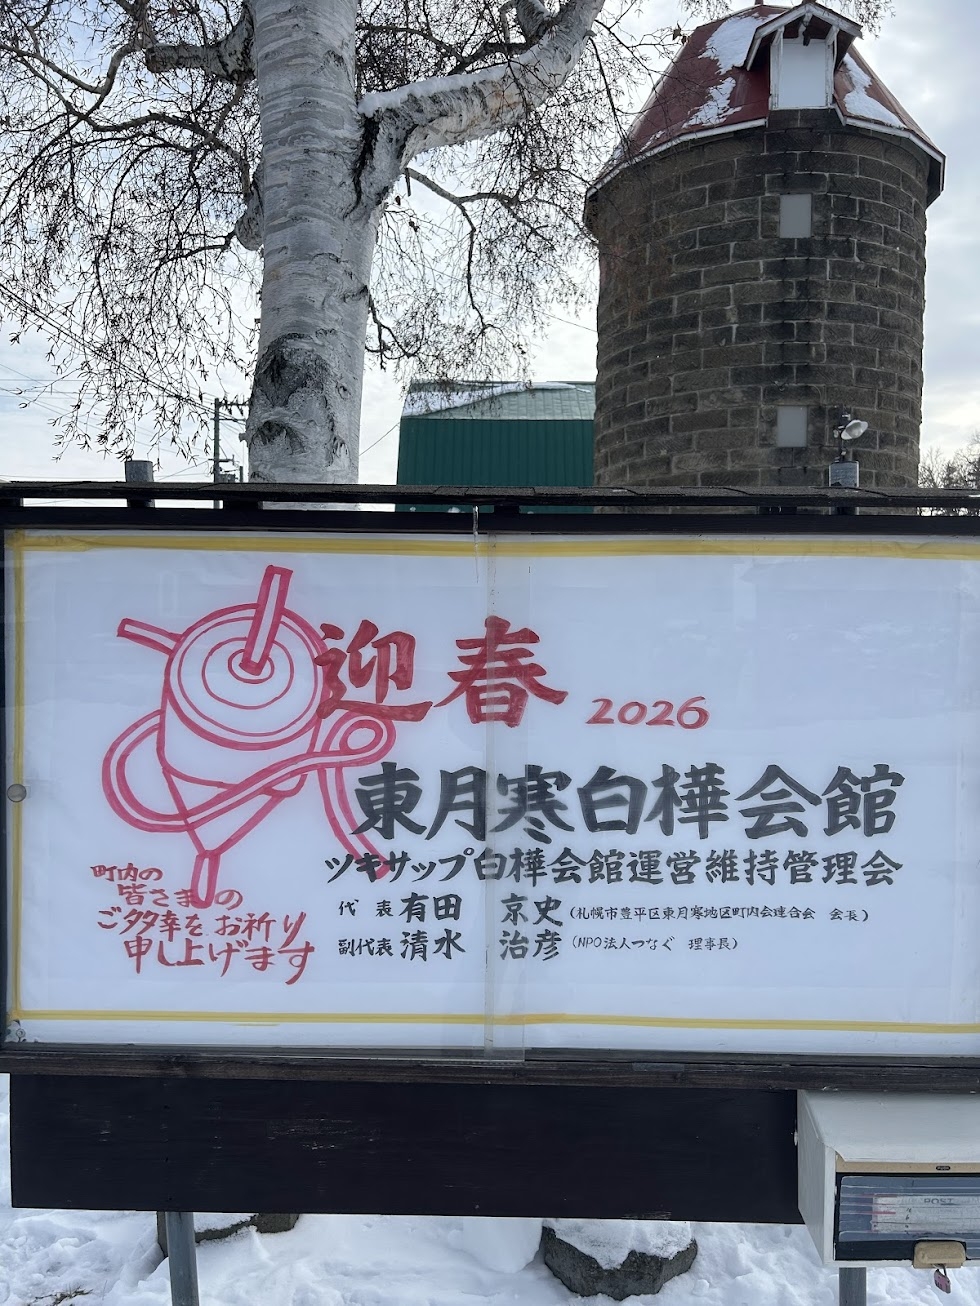 迎春 2026
東月寒白樺会館
ツキサップ白樺会館運営維持管理会
代 表 有田 京史 (札幌市豊平区東月寒地区町内会連合会 会長)
副代表 清水 治彦 (NPO法人つなぐ 理事長)
町内の
皆さまの
ご多幸を お祈り
申し上げます
POST